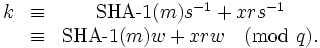 k ≡ SHA-1(m)s⁻¹ + xrs⁻¹
≡ SHA-1(m)w + xrw (mod q).